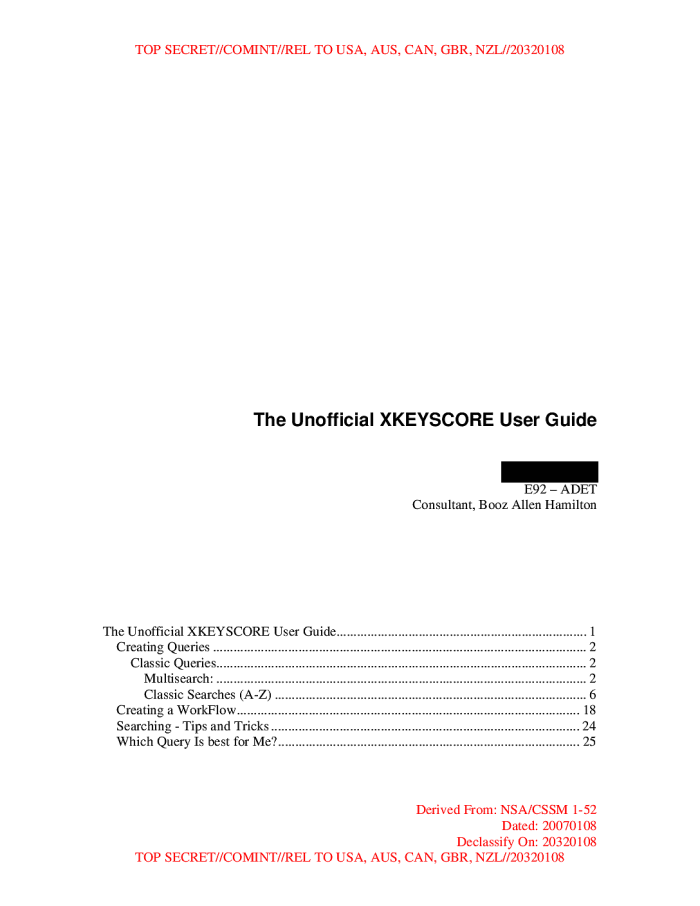 TOP SECRET//COMINT//REL TO USA, AUS, CAN, GBR, NZL//20320108
The Unofficial XKEYSCORE User Guide
E92 – ADET
Consultant, Booz Allen Hamilton
The Unofficial XKEYSCORE User Guide.......................................................................... 1
Creating Queries .............................................................................................................. 2
Classic Queries............................................................................................................. 2
Multisearch: ............................................................................................................. 2
Classic Searches (A-Z) ............................................................................................ 6
Creating a WorkFlow..................................................................................................... 18
Searching - Tips and Tricks ........................................................................................... 24
Which Query Is best for Me?......................................................................................... 25
Derived From: NSA/CSSM 1-52
Dated: 20070108
Declassify On: 20320108
TOP SECRET//COMINT//REL TO USA, AUS, CAN, GBR, NZL//20320108